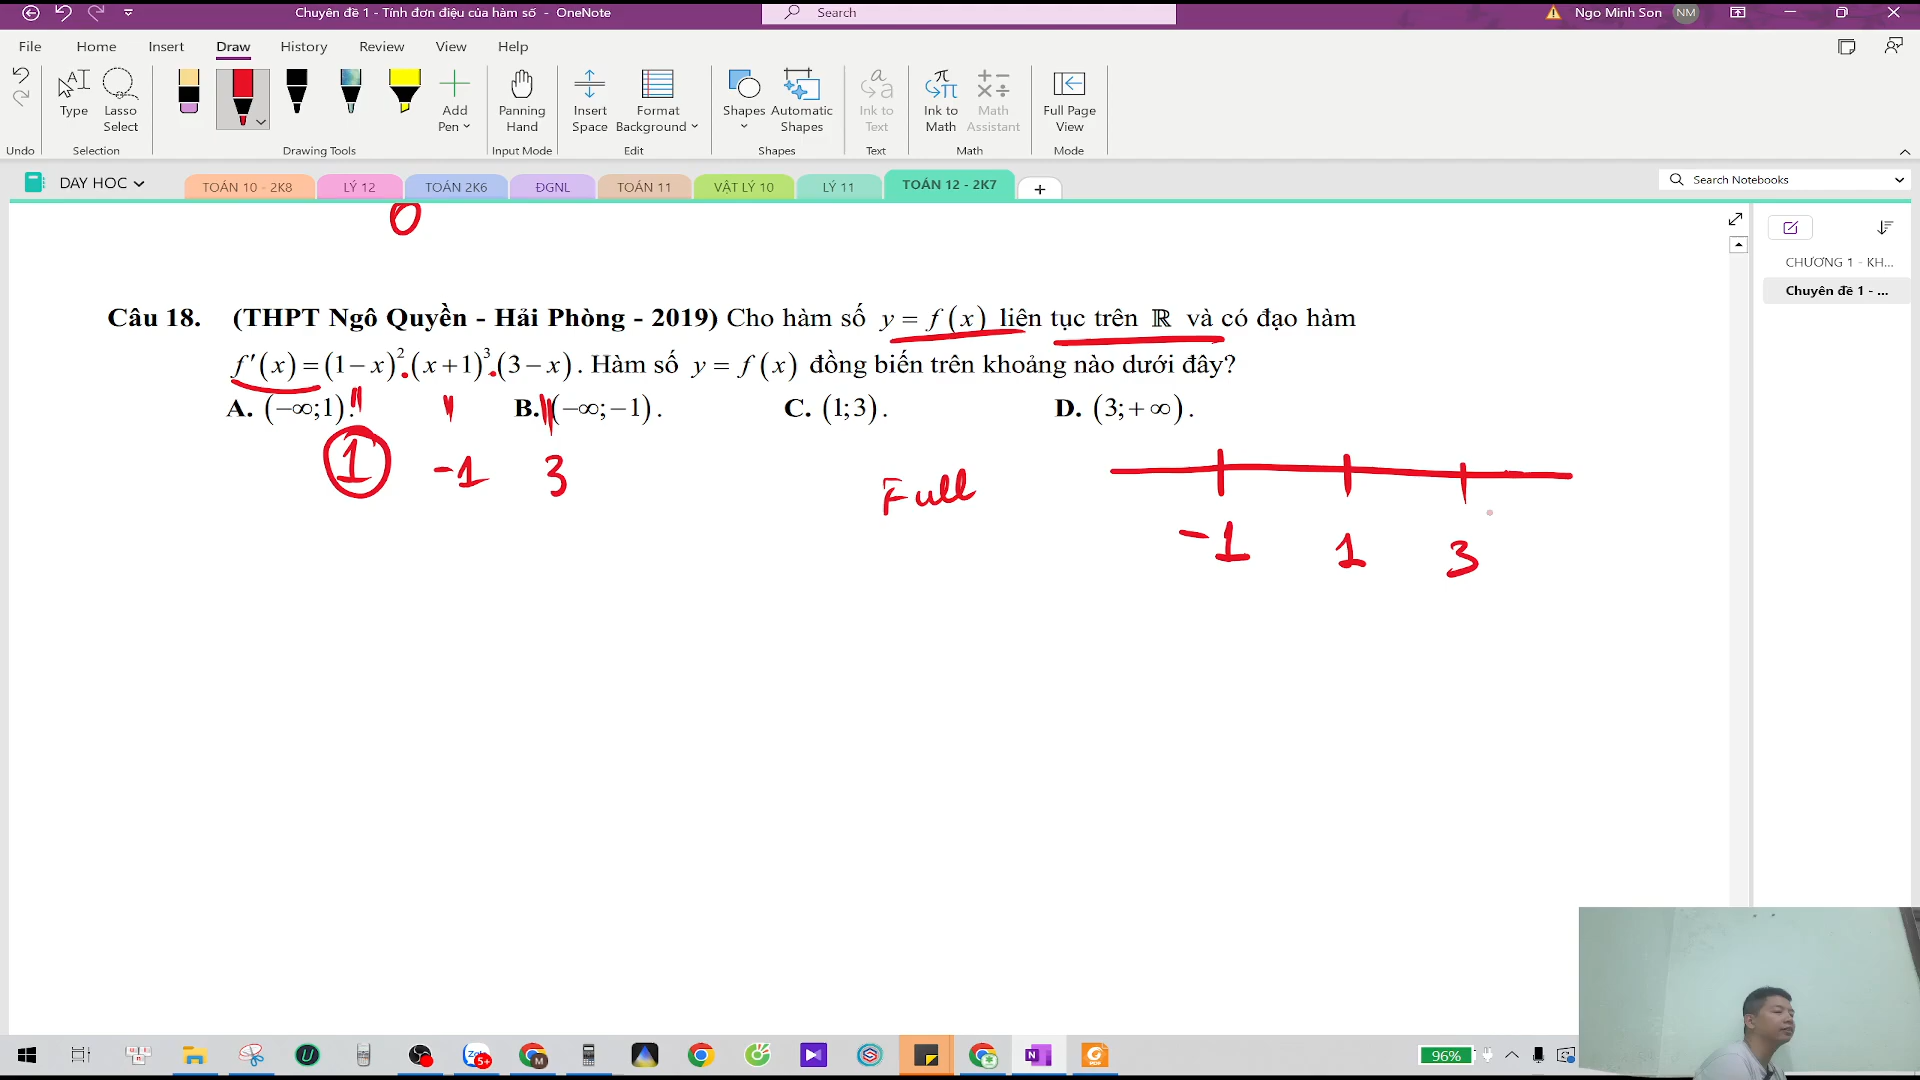 Chuyên đề 1 - Tính đơn điệu của hàm số - OneNote
Search
Ngo Minh Son
NM
File Home Insert Draw History Review View Help
Type
Lasso Select
Add Pen
Panning Hand
Insert Space
Format Background
Shapes
Automatic Shapes
Ink to Text
Ink to Math
Math Assistant
Full Page View
Undo Selection Drawing Tools Input Mode Edit Shapes Text Math Mode
DAY HOC
TOÁN 10 - 2K8 LÝ 12 TOÁN 2K6 ĐGNL TOÁN 11 VẬT LÝ 10 LÝ 11 TOÁN 12 - 2K7 +
Search Notebooks
CHƯƠNG 1 - KH...
Chuyên đề 1 - ...
0
Câu 18. (THPT Ngô Quyền - Hải Phòng - 2019) Cho hàm số y = f(x) liên tục trên ℝ và có đạo hàm
f'(x) = (1 − x)² (x + 1)³ (3 − x). Hàm số y = f(x) đồng biến trên khoảng nào dưới đây?
A. (−∞;1). B. (−∞;−1). C. (1;3). D. (3;+∞).
1 -1 3
Full
-1 1 3
96%